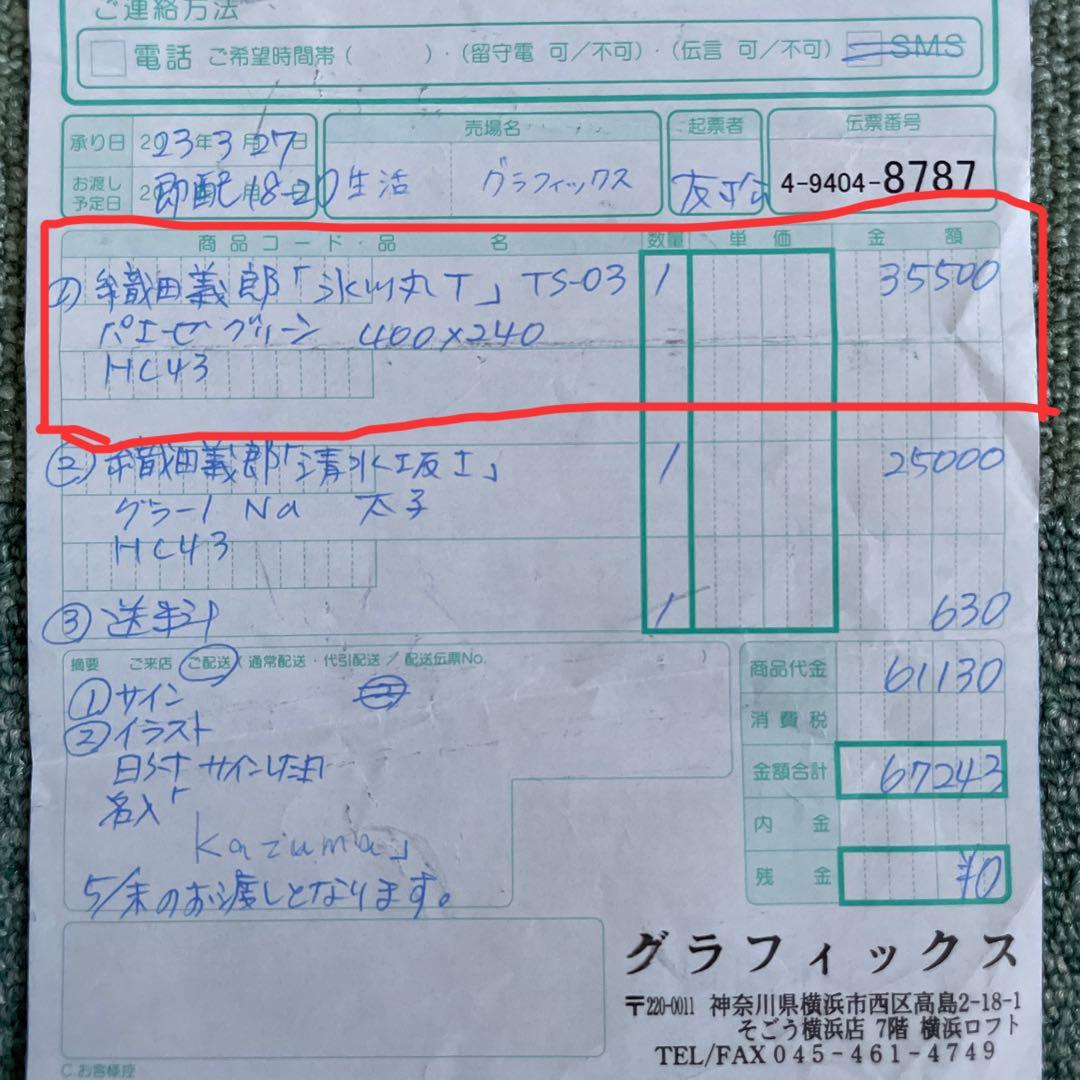 ご連絡方法
電話 ご希望時間帯（ ）・（留守電 可／不可）・（伝言 可／不可） SMS
承り日 2023年3月27日 売場名 起票者 伝票番号
お渡し予定日 2 即配 月18-20 生活 グラフィックス 4-9404-8787
商品コード・品名 数量 単価 金額
① 織田義郎「氷川丸T」 TS-03 1 35500
パエゼグリーン 400×240
HC43
② 織田義郎「清水坂I」 1 25000
HC43
③ 送料 1 630
摘要 ご来店 ご配送（通常配送・代引配送／配送伝票No. ） 商品代金 61130
① サイン 消費税
② イラスト
日付 サインした日 金額合計 67243
名入「
kazuma」 内金
5/末のお渡しとなります。 残金 ¥0
グラフィックス
〒220-0011 神奈川県横浜市西区高島2-18-1
そごう横浜店 7階 横浜ロフト
TEL/FAX 045-461-4749
C.お客様控